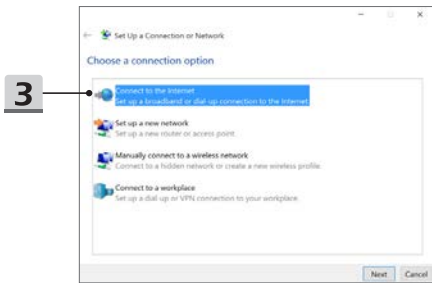 Set Up a Connection or Network
Choose a connection option
3
Connect to the Internet
Set up a broadband or dial-up connection to the Internet.
Set up a new network
Set up a new router or access point.
Manually connect to a wireless network
Connect to a hidden network or create a new wireless profile.
Connect to a workplace
Set up a dial-up or VPN connection to your workplace.
Next Cancel